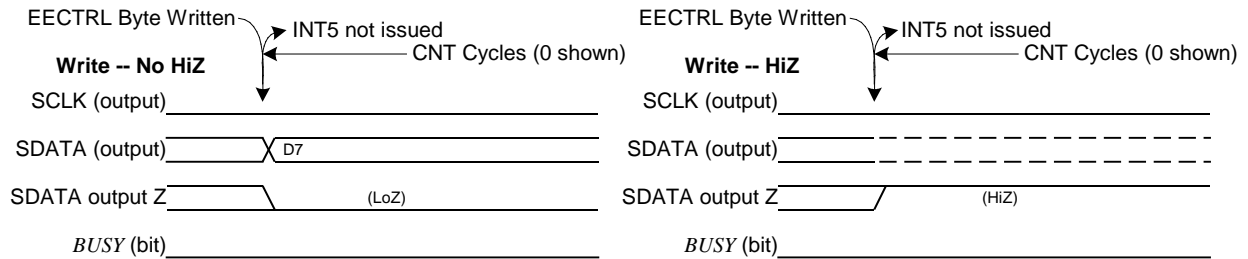 EECTRL Byte Written
INT5 not issued
CNT Cycles (0 shown)
Write -- No HiZ
SCLK (output)
SDATA (output)
D7
SDATA output Z
(LoZ)
BUSY (bit)
EECTRL Byte Written
INT5 not issued
CNT Cycles (0 shown)
Write -- HiZ
SCLK (output)
SDATA (output)
SDATA output Z
(HiZ)
BUSY (bit)